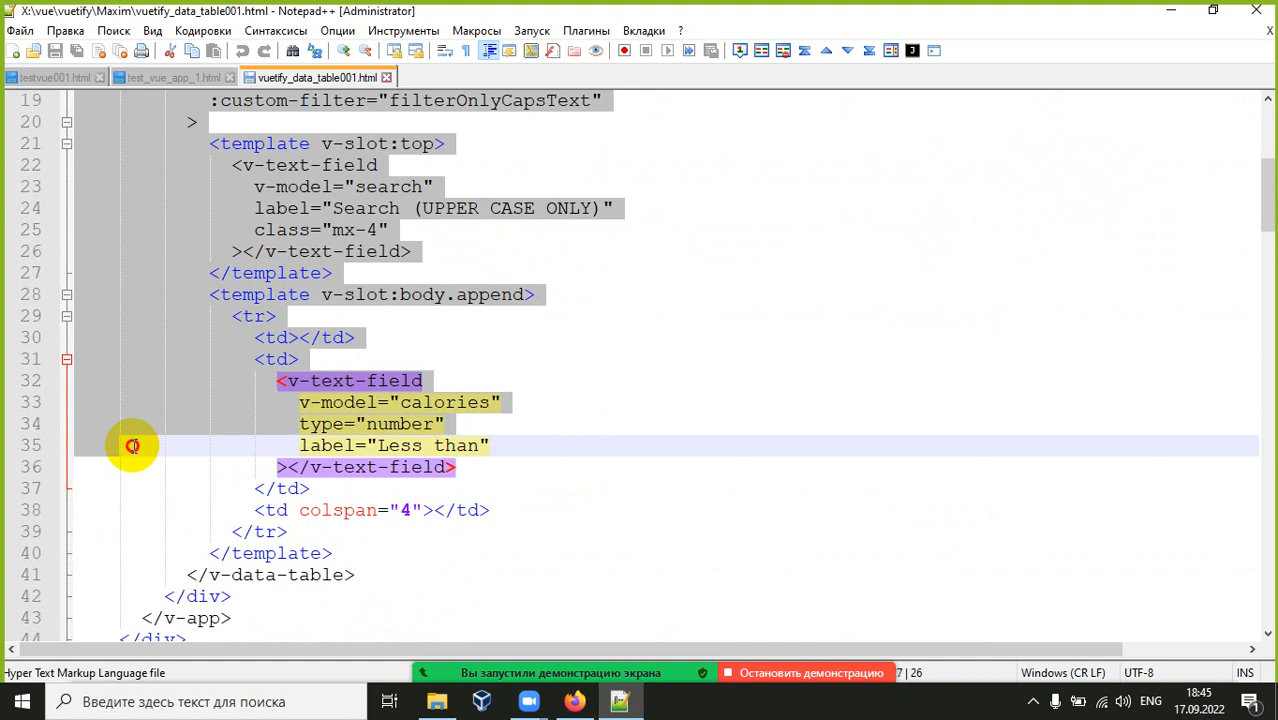 X:\vue\vuetify\Maxim\vuetify_data_table001.html - Notepad++ [Administrator]
Файл Правка Поиск Вид Кодировки Синтаксисы Опции Инструменты Макросы Запуск Плагины Вкладки ? X
testvue001.html test_vue_app_1.html vuetify_data_table001.html
19 :custom-filter="filterOnlyCapsText"
20 >
21 <template v-slot:top>
22 <v-text-field
23 v-model="search"
24 label="Search (UPPER CASE ONLY)"
25 class="mx-4"
26 ></v-text-field>
27 </template>
28 <template v-slot:body.append>
29 <tr>
30 <td></td>
31 <td>
32 <v-text-field
33 v-model="calories"
34 type="number"
35 label="Less than"
36 ></v-text-field>
37 </td>
38 <td colspan="4"></td>
39 </tr>
40 </template>
41 </v-data-table>
42 </div>
43 </v-app>
44 </div>
Hyper Text Markup Language file Вы запустили демонстрацию экрана Остановить демонстрацию 7 | 26 Windows (CR LF) UTF-8 INS
Введите здесь текст для поиска ENG 18:45
17.09.2022 1